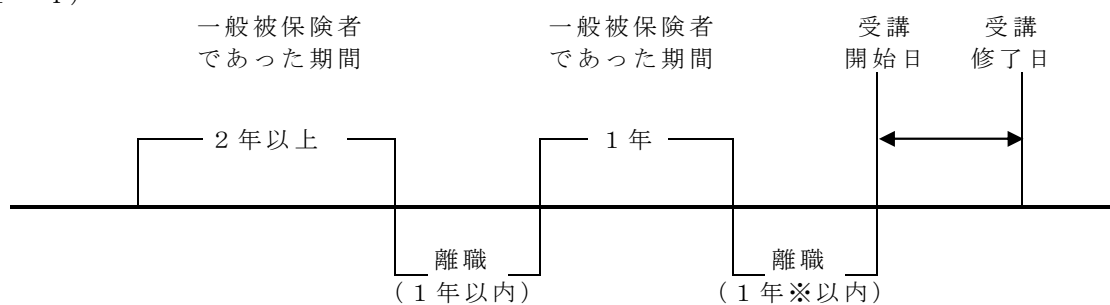 一般被保険者
であった期間
一般被保険者
であった期間
受講
開始日
受講
修了日
２年以上
１年
離職
（１年以内）
離職
（１年※以内）